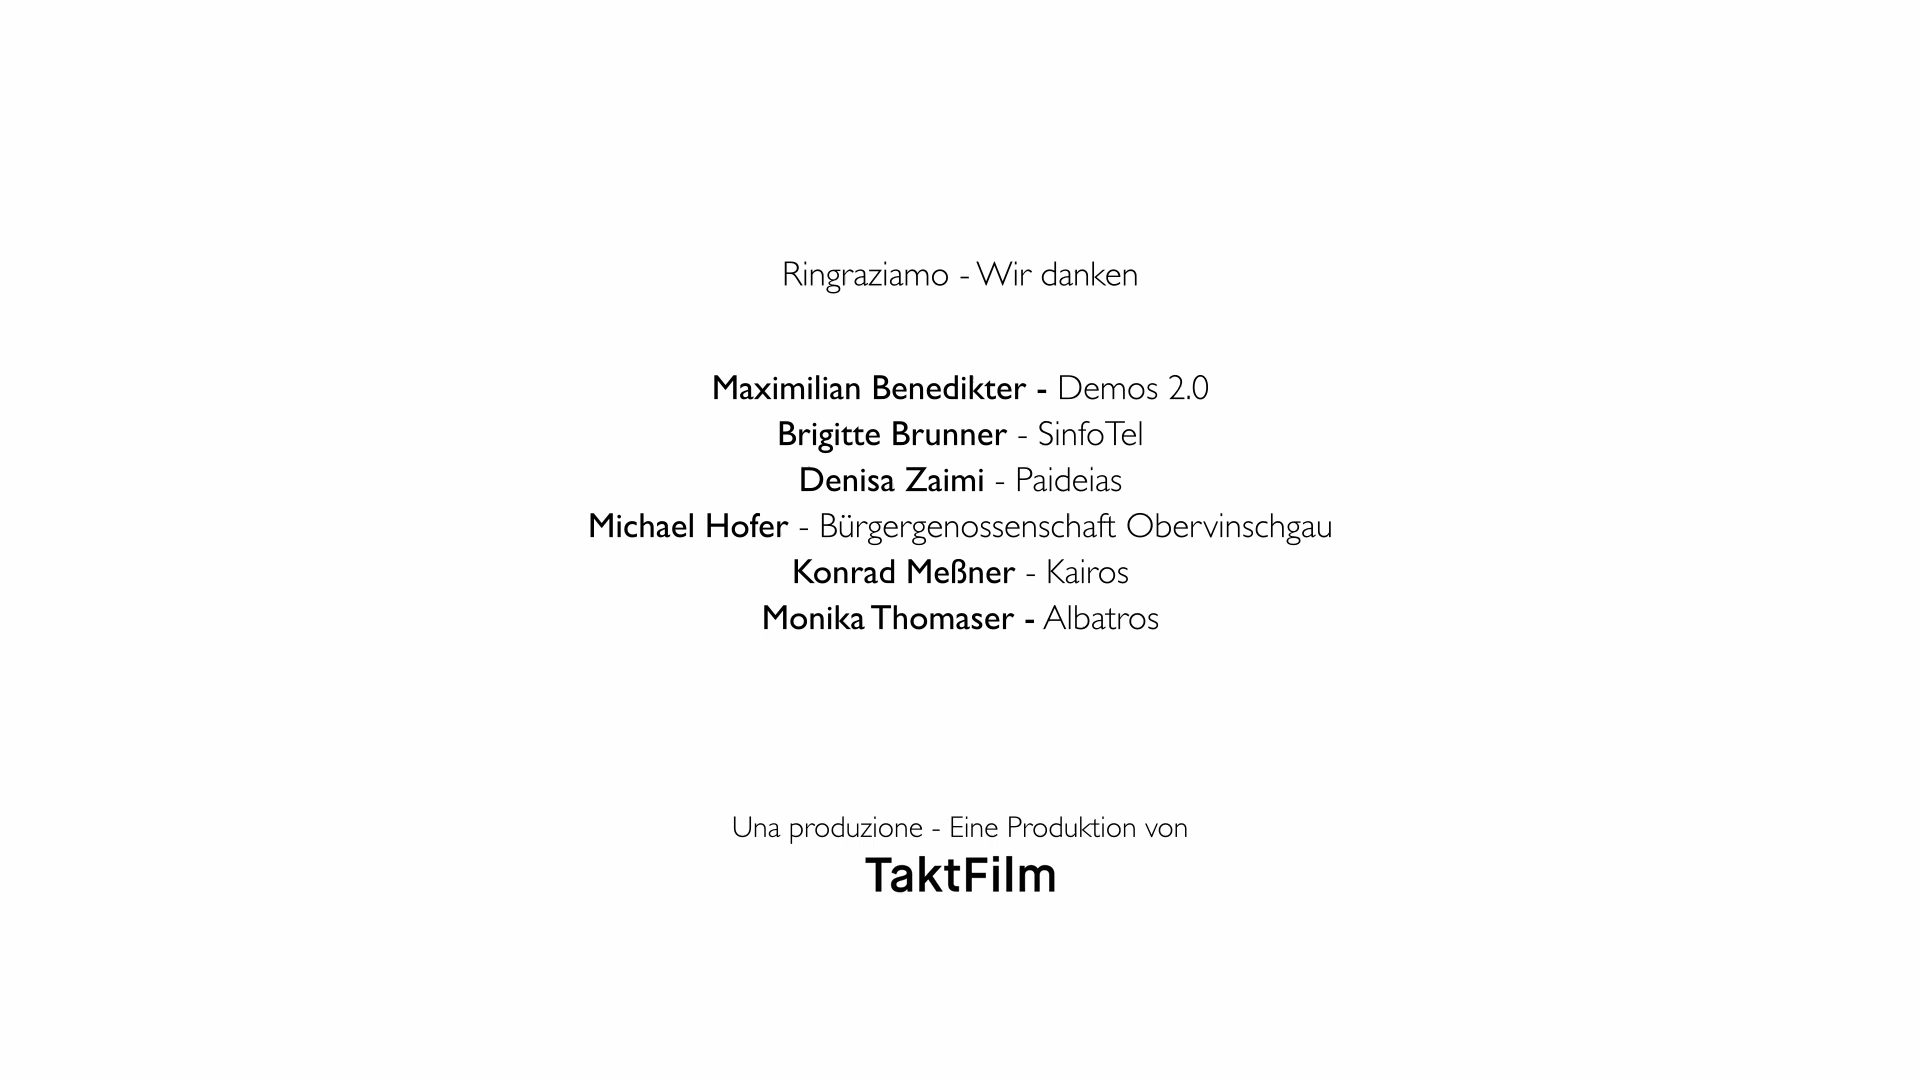 Ringraziamo - Wir danken
Maximilian Benedikter - Demos 2.0
Brigitte Brunner - SinfoTel
Denisa Zaimi - Paideias
Michael Hofer - Bürgergenossenschaft Obervinschgau
Konrad Meßner - Kairos
Monika Thomaser - Albatros
Una produzione - Eine Produktion von
TaktFilm